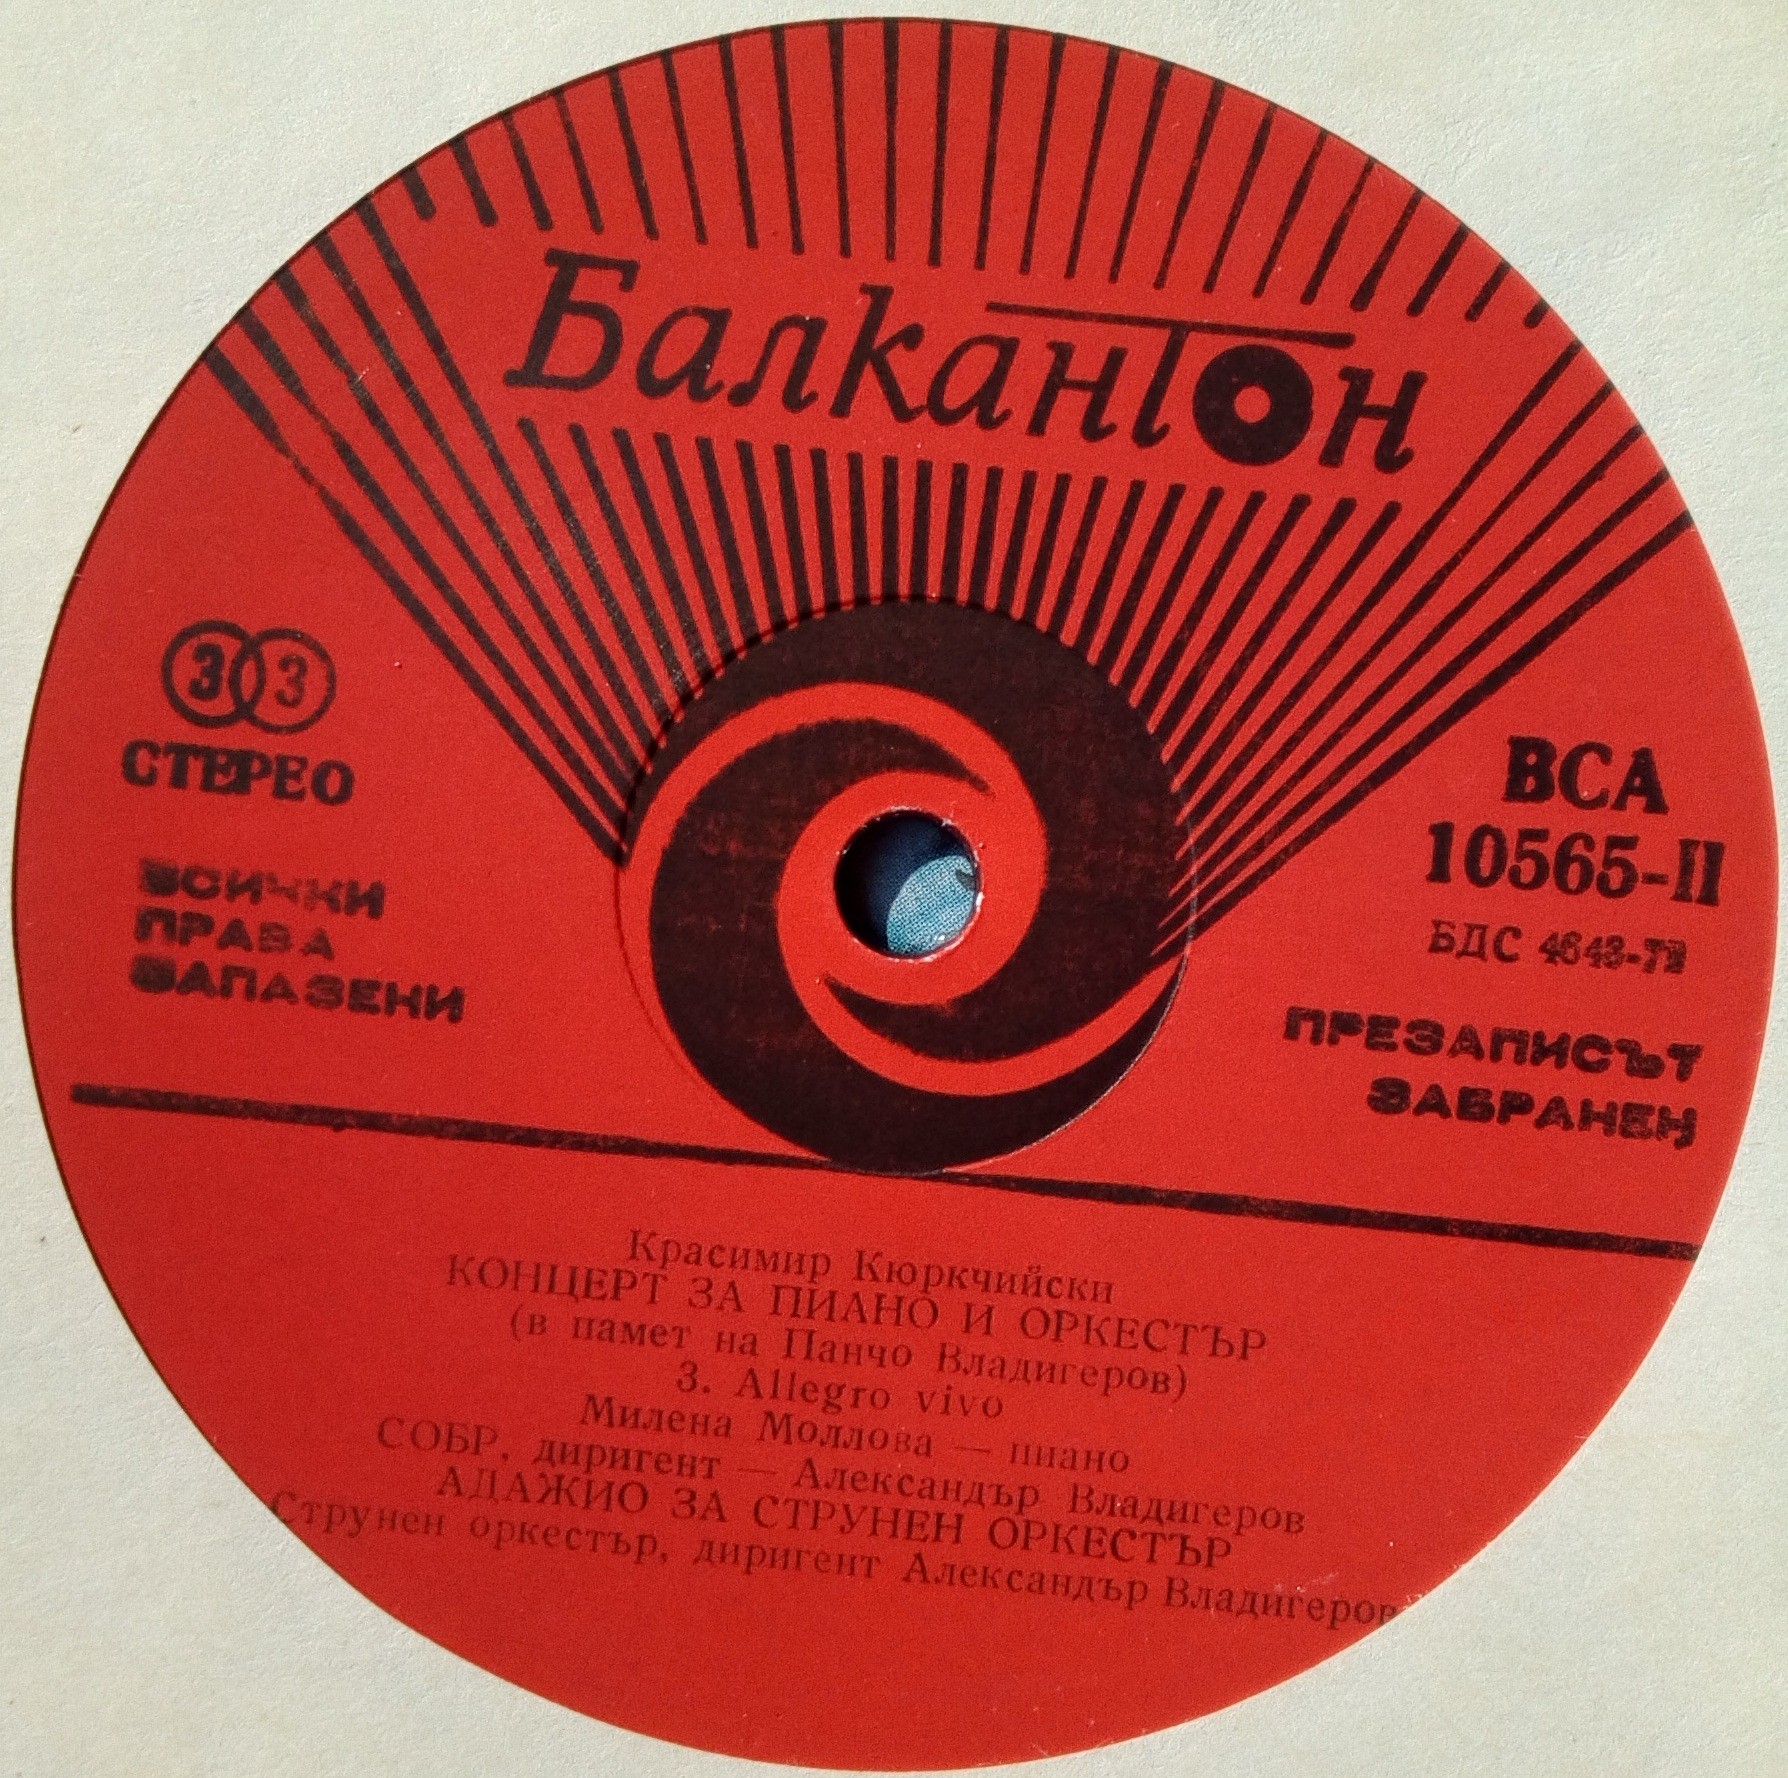 Балкантон
33
СТЕРЕО
ВСИЧКИ
ПРАВА
ЗАПАЗЕНИ
ВСА
10565-II
БДС 4643-72
ПРЕЗАПИСЪТ
ЗАБРАНЕН
Красимир Кюркчийски
КОНЦЕРТ ЗА ПИАНО И ОРКЕСТЪР
(в памет на Панчо Владигеров)
3. Allegro vivo
Милена Моллова — пиано
СОБР, диригент — Александър Владигеров
АДАЖИО ЗА СТРУНЕН ОРКЕСТЪР
Струнен оркестър, диригент Александър Владигеров